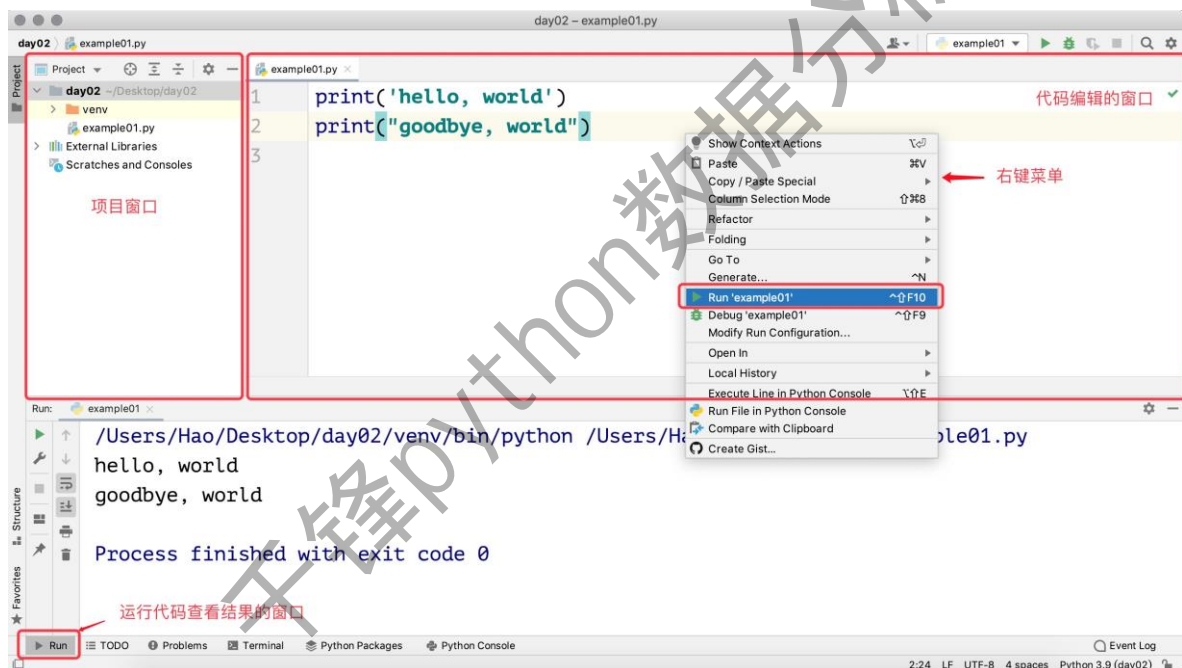 day02 – example01.py
day02 〉 example01.py
example01
Project
Project
example01.py
day02 ~/Desktop/day02
venv
example01.py
External Libraries
Scratches and Consoles
项目窗口
1 print('hello, world')
2 print("goodbye, world")
3
代码编辑的窗口
右键菜单
Show Context Actions ⌥⏎
Paste ⌘V
Copy / Paste Special
Column Selection Mode ⇧⌘8
Refactor
Folding
Go To
Generate... ^N
Run 'example01' ^⇧F10
Debug 'example01' ^⇧F9
Modify Run Configuration...
Open In
Local History
Execute Line in Python Console ⌥⇧E
Run File in Python Console
Compare with Clipboard
Create Gist...
Run: example01
/Users/Hao/Desktop/day02/venv/bin/python /Users/Ha ple01.py
hello, world
goodbye, world
Process finished with exit code 0
运行代码查看结果的窗口
Structure
Favorites
Run TODO Problems Terminal Python Packages Python Console Event Log
2:24 LF UTF-8 4 spaces Python 3.9 (day02)
千锋python数据分